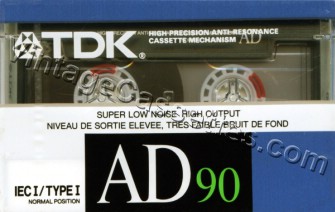 TDK
HIGH PRECISION ANTI-RESONANCE
CASSETTE MECHANISM
AD
SUPER LOW NOISE HIGH OUTPUT
NIVEAU DE SORTIE ELEVEE, TRES FAIBLE BRUIT DE FOND
IEC I/TYPE I
NORMAL POSITION
AD 90